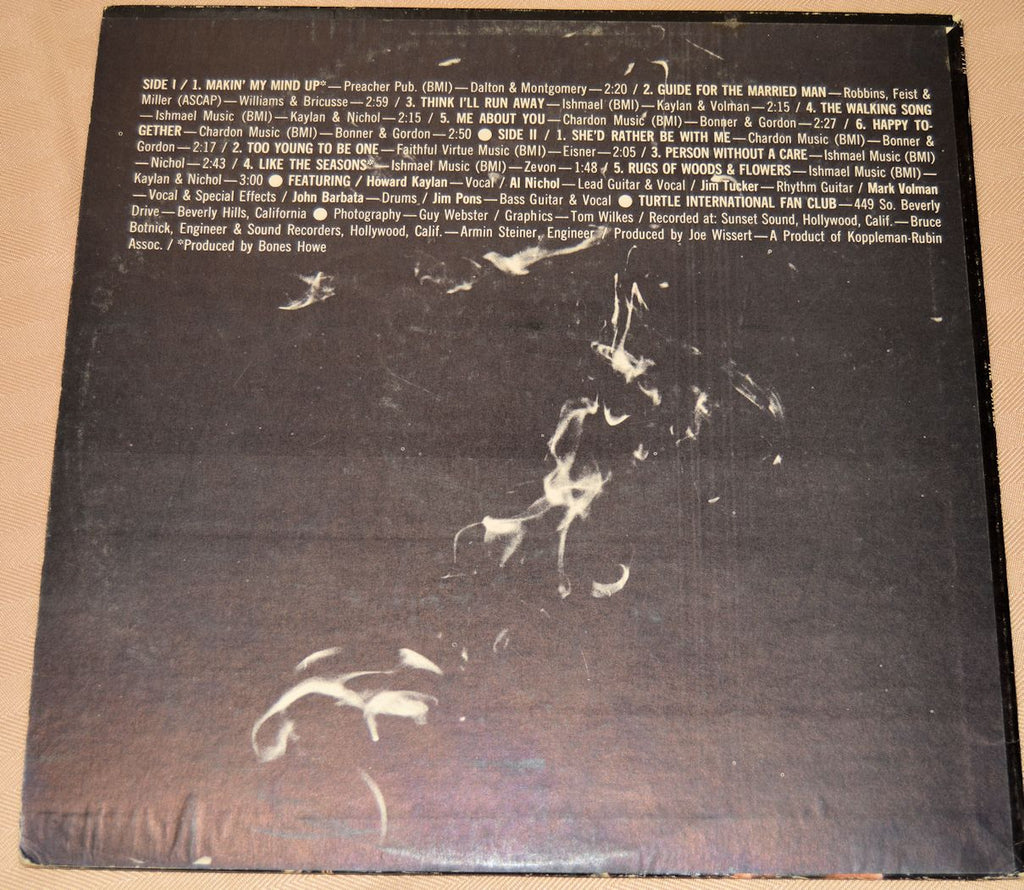 SIDE I / 1. MAKIN' MY MIND UP*—Preacher Pub. (BMI)—Dalton & Montgomery—2:20 / 2. GUIDE FOR THE MARRIED MAN—Robbins, Feist &
Miller (ASCAP)—Williams & Bricusse—2:59 / 3. THINK I'LL RUN AWAY—Ishmael (BMI)—Kaylan & Volman—2:15 / 4. THE WALKING SONG
—Ishmael Music (BMI)—Kaylan & Nichol—2:15 / 5. ME ABOUT YOU—Chardon Music (BMI)—Bonner & Gordon—2:27 / 6. HAPPY TO-
GETHER—Chardon Music (BMI)—Bonner & Gordon—2:50 ● SIDE II / 1. SHE'D RATHER BE WITH ME—Chardon Music (BMI)—Bonner &
Gordon—2:17 / 2. TOO YOUNG TO BE ONE—Faithful Virtue Music (BMI)—Eisner—2:05 / 3. PERSON WITHOUT A CARE—Ishmael Music (BMI)
—Nichol—2:43 / 4. LIKE THE SEASONS*—Ishmael Music (BMI)—Zevon—1:48 / 5. RUGS OF WOODS & FLOWERS—Ishmael Music (BMI)—
Kaylan & Nichol—3:00 ● FEATURING / Howard Kaylan—Vocal / Al Nichol—Lead Guitar & Vocal / Jim Tucker—Rhythm Guitar / Mark Volman
—Vocal & Special Effects / John Barbata—Drums / Jim Pons—Bass Guitar & Vocal ● TURTLE INTERNATIONAL FAN CLUB—449 So. Beverly
Drive—Beverly Hills, California ● Photography—Guy Webster / Graphics—Tom Wilkes / Recorded at: Sunset Sound, Hollywood, Calif.—Bruce
Botnick, Engineer & Sound Recorders, Hollywood, Calif.—Armin Steiner, Engineer / Produced by Joe Wissert—A Product of Koppleman-Rubin
Assoc. / *Produced by Bones Howe